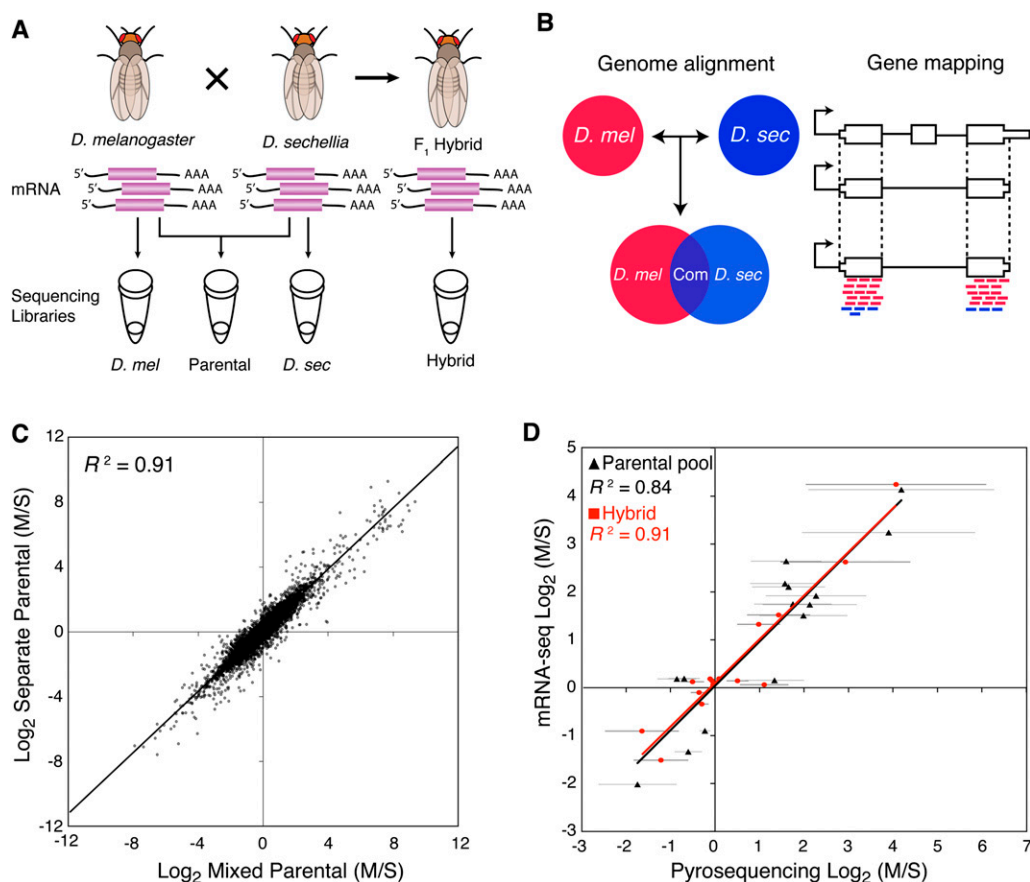 A
D. melanogaster
D. sechellia
F1 Hybrid
mRNA
5′ AAA 5′ AAA 5′ AAA
5′ AAA 5′ AAA 5′ AAA
5′ AAA 5′ AAA 5′ AAA
Sequencing
Libraries
D. mel
Parental
D. sec
Hybrid
B
Genome alignment
Gene mapping
D. mel
D. sec
D. mel
Com
D. sec
C
R² = 0.91
Log₂ Separate Parental (M/S)
12
8
4
0
-4
-8
-12
-12 -8 -4 0 4 8 12
Log₂ Mixed Parental (M/S)
D
Parental pool
R² = 0.84
Hybrid
R² = 0.91
mRNA-seq Log₂ (M/S)
5
4
3
2
1
0
-1
-2
-3
-3 -2 -1 0 1 2 3 4 5 6 7
Pyrosequencing Log₂ (M/S)